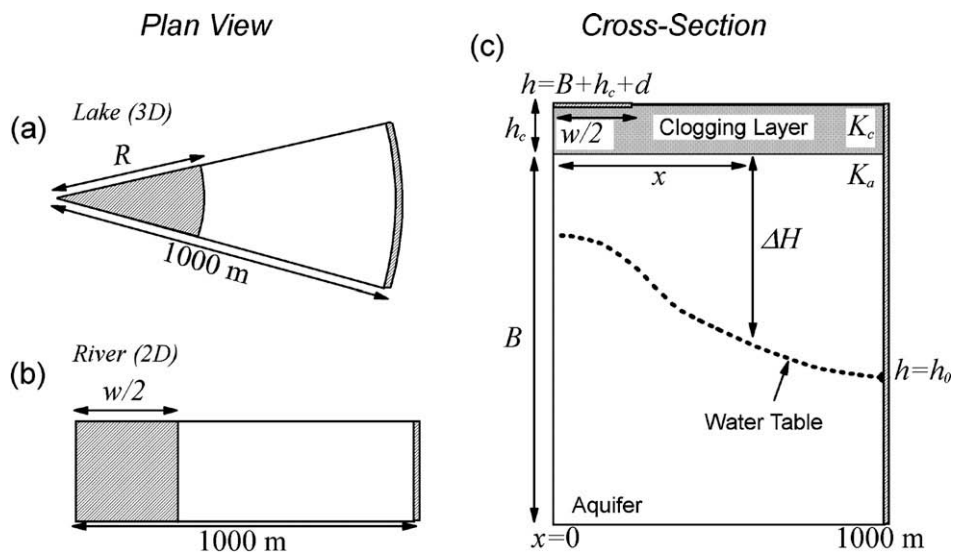 Plan View
(a)
Lake (3D)
R
1000 m
(b)
River (2D)
w/2
1000 m
Cross-Section
(c)
h=B+h_c+d
h_c
w/2
Clogging Layer
K_c
x
K_a
ΔH
B
h=h_0
Water Table
Aquifer
x=0
1000 m